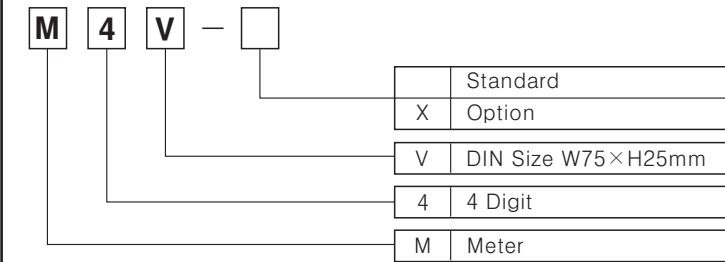 M 4 V –
Standard
X Option
V DIN Size W75×H25mm
4 4 Digit
M Meter